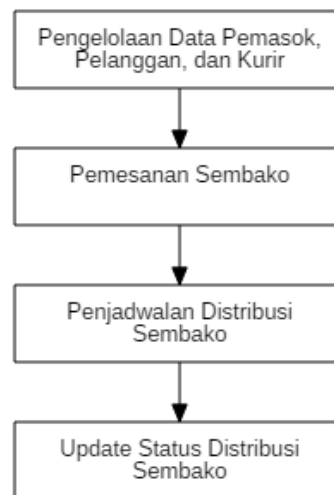 Pengelolaan Data Pemasok,
Pelanggan, dan Kurir
Pemesanan Sembako
Penjadwalan Distribusi
Sembako
Update Status Distribusi
Sembako